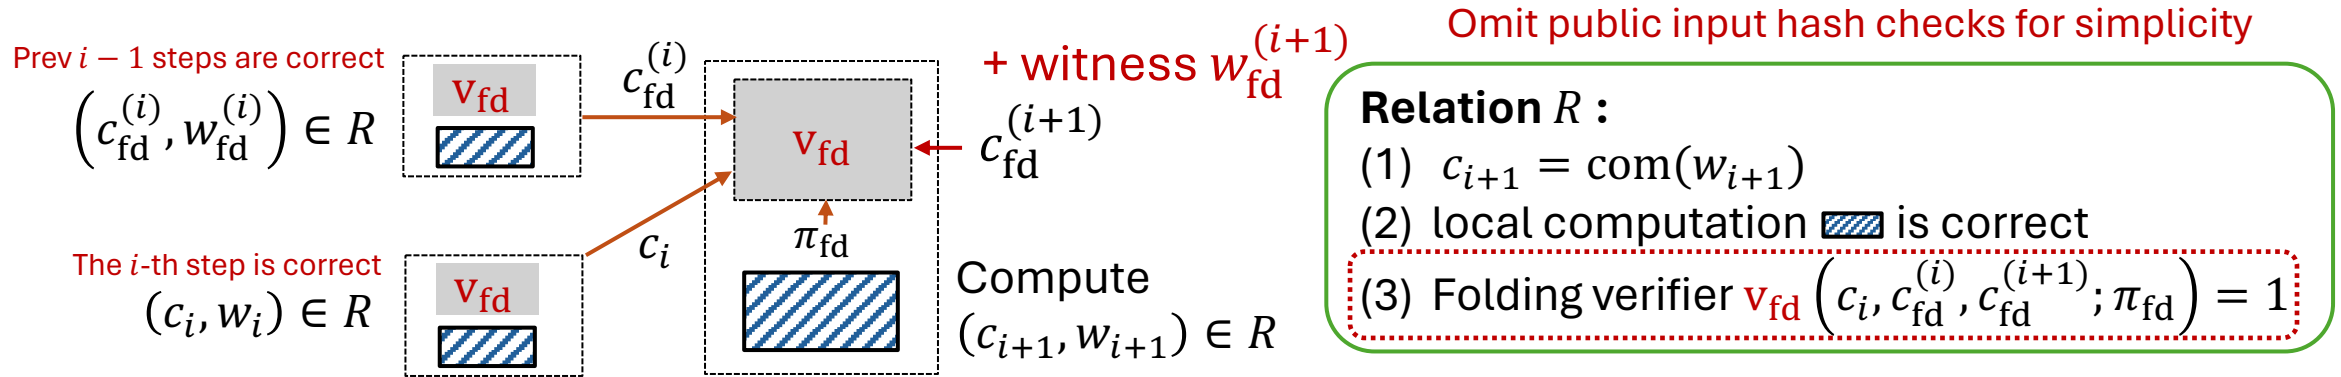 Prev i − 1 steps are correct
(c_fd^(i), w_fd^(i)) ∈ R
v_fd
c_fd^(i)
The i-th step is correct
(c_i, w_i) ∈ R
v_fd
c_i
v_fd
π_fd
+ witness w_fd^(i+1)
c_fd^(i+1)
Compute
(c_{i+1}, w_{i+1}) ∈ R
Omit public input hash checks for simplicity
Relation R :
(1) c_{i+1} = com(w_{i+1})
(2) local computation is correct
(3) Folding verifier v_fd (c_i, c_fd^(i), c_fd^(i+1); π_fd) = 1